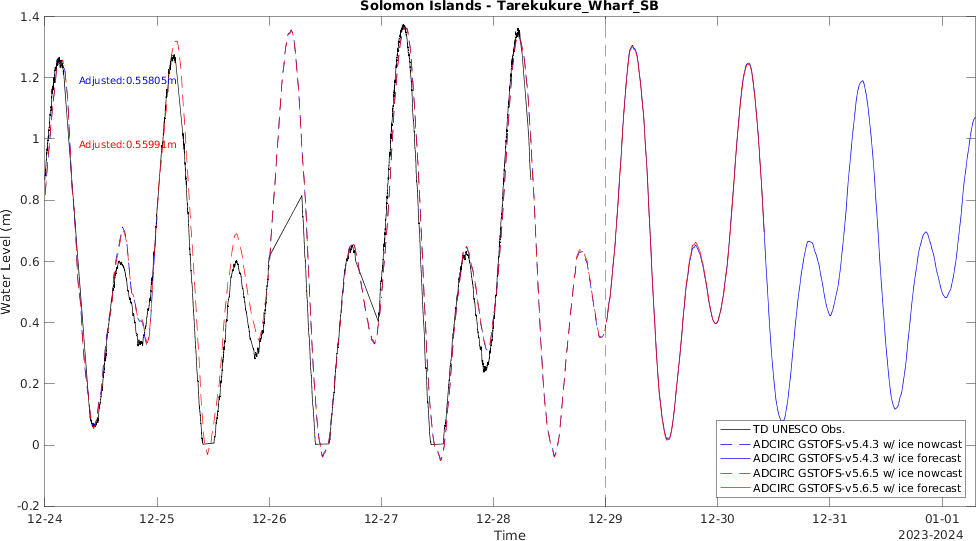 Solomon Islands - Tarekukure_Wharf_SB
1.4
1.2
1
0.8
0.6
0.4
0.2
0
-0.2
Water Level (m)
Adjusted:0.55805m
Adjusted:0.55991m
TD UNESCO Obs.
ADCIRC GSTOFS-v5.4.3 w/ ice nowcast
ADCIRC GSTOFS-v5.4.3 w/ ice forecast
ADCIRC GSTOFS-v5.6.5 w/ ice nowcast
ADCIRC GSTOFS-v5.6.5 w/ ice forecast
12-24 12-25 12-26 12-27 12-28 12-29 12-30 12-31 01-01
Time
2023-2024